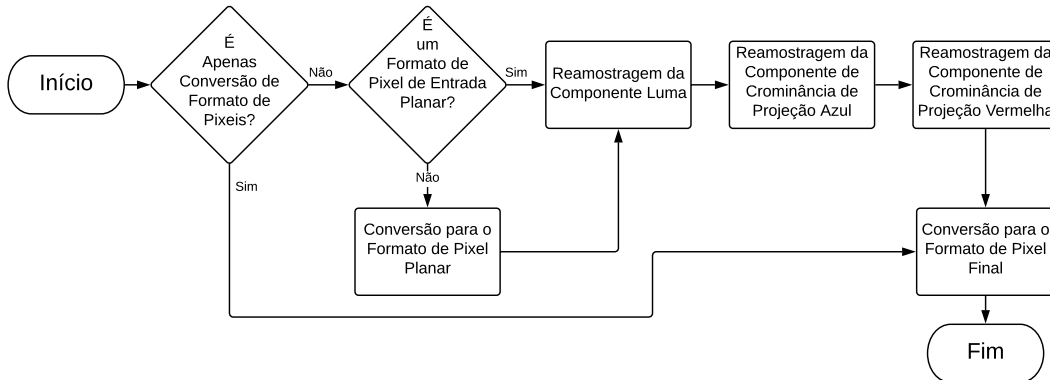 Início
É
Apenas
Conversão de
Formato de
Pixeis?
Não
É
um
Formato de
Pixel de Entrada
Planar?
Sim
Reamostragem da
Componente Luma
Reamostragem da
Componente de
Crominância de
Projeção Azul
Reamostragem da
Componente de
Crominância de
Projeção Vermelha
Sim
Não
Conversão para o
Formato de Pixel
Planar
Conversão para o
Formato de Pixel
Final
Fim